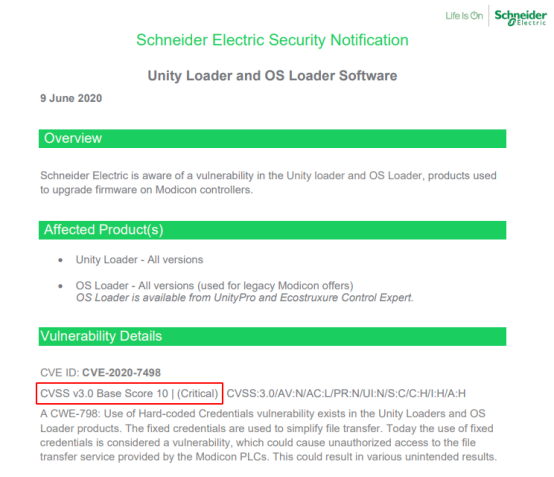 Life Is On Schneider Electric
Schneider Electric Security Notification
Unity Loader and OS Loader Software
9 June 2020
Overview
Schneider Electric is aware of a vulnerability in the Unity loader and OS Loader, products used
to upgrade firmware on Modicon controllers.
Affected Product(s)
• Unity Loader - All versions
• OS Loader - All versions (used for legacy Modicon offers)
OS Loader is available from UnityPro and Ecostruxure Control Expert.
Vulnerability Details
CVE ID: CVE-2020-7498
CVSS v3.0 Base Score 10 | (Critical) CVSS:3.0/AV:N/AC:L/PR:N/UI:N/S:C/C:H/I:H/A:H
A CWE-798: Use of Hard-coded Credentials vulnerability exists in the Unity Loaders and OS
Loader products. The fixed credentials are used to simplify file transfer. Today the use of fixed
credentials is considered a vulnerability, which could cause unauthorized access to the file
transfer service provided by the Modicon PLCs. This could result in various unintended results.